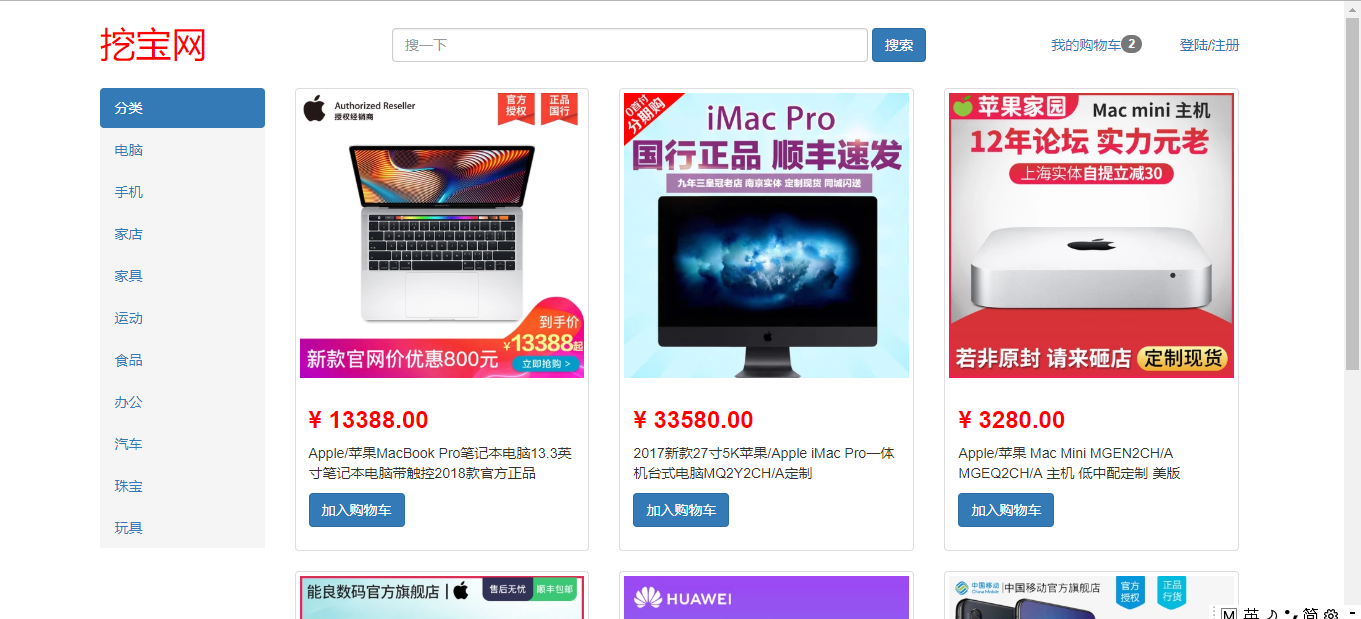 挖宝网
搜一下
搜索
我的购物车 2
登陆/注册
分类
电脑
手机
家店
家具
运动
食品
办公
汽车
珠宝
玩具
Authorized Reseller
授权经销商
官方
授权
正品
国行
到手价
¥13388起
新款官网价优惠800元
立即抢购 >
¥ 13388.00
Apple/苹果MacBook Pro笔记本电脑13.3英
寸笔记本电脑带触控2018款官方正品
加入购物车
0首付
分期购
iMac Pro
国行正品 顺丰速发
九年三皇冠老店 南京实体 定制现货 同城闪送
¥ 33580.00
2017新款27寸5K苹果/Apple iMac Pro一体
机台式电脑MQ2Y2CH/A定制
加入购物车
苹果家园
Mac mini 主机
12年论坛 实力元老
上海实体自提立减30
若非原封 请来砸店
定制现货
¥ 3280.00
Apple/苹果 Mac Mini MGEN2CH/A
MGEQ2CH/A 主机 低中配定制 美版
加入购物车
能良数码官方旗舰店
售后无忧
顺丰包邮
HUAWEI
中国移动
China Mobile
中国移动官方旗舰店
官方
授权
正品
行货
M 英 简